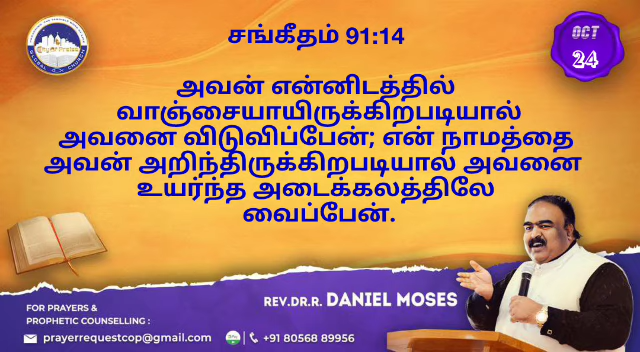 சங்கீதம் 91:14
OCT
24
அவன் என்னிடத்தில்
வாஞ்சையாயிருக்கிறபடியால்
அவனை விடுவிப்பேன்; என் நாமத்தை
அவன் அறிந்திருக்கிறபடியால் அவனை
உயர்ந்த அடைக்கலத்திலே
வைப்பேன்.
REV.DR.R. DANIEL MOSES
FOR PRAYERS &
PROPHETIC COUNSELLING :
prayerrequestcop@gmail.com | +91 80568 89956